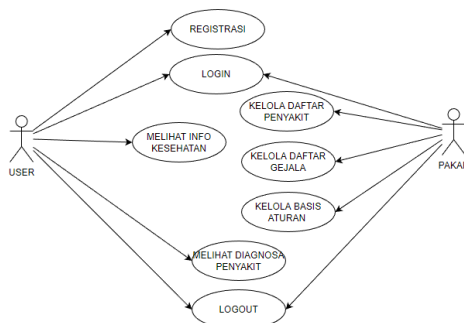 REGISTRASI
LOGIN
KELOLA DAFTAR
PENYAKIT
MELIHAT INFO
KESEHATAN
USER
KELOLA DAFTAR
GEJALA
PAKAR
KELOLA BASIS
ATURAN
MELIHAT DIAGNOSA
PENYAKIT
LOGOUT